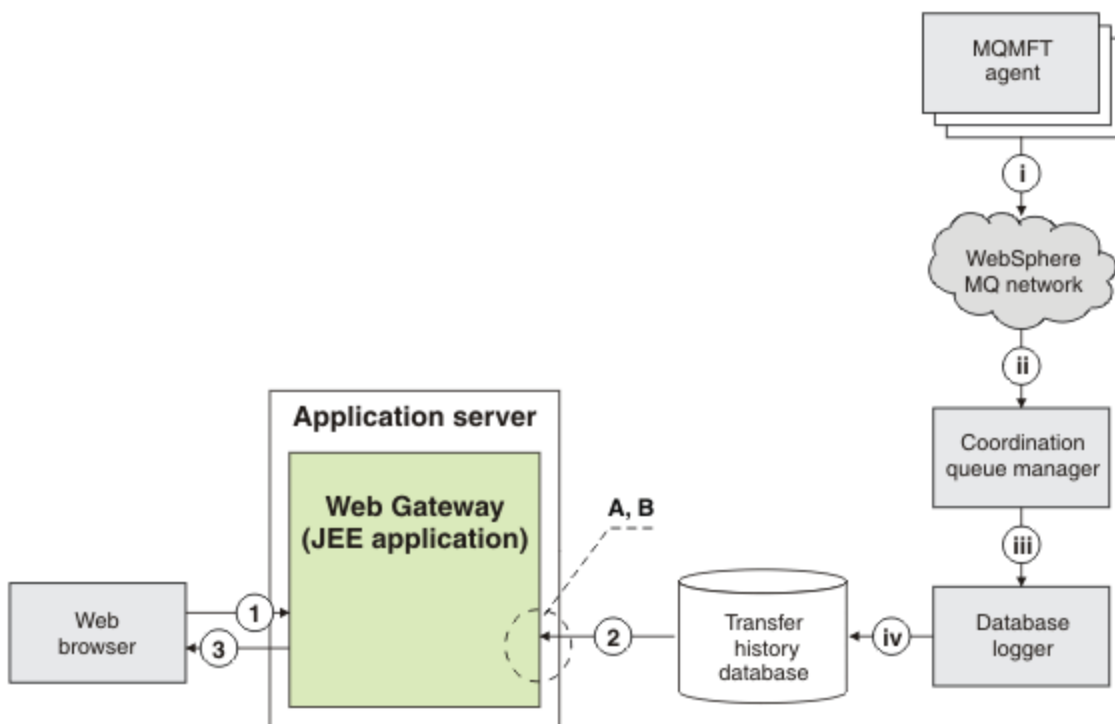 MQMFT
agent
i
WebSphere
MQ network
ii
Application server
Coordination
queue manager
Web Gateway
(JEE application)
A, B
iii
Web
browser
1
3
2
Transfer
history
database
iv
Database
logger